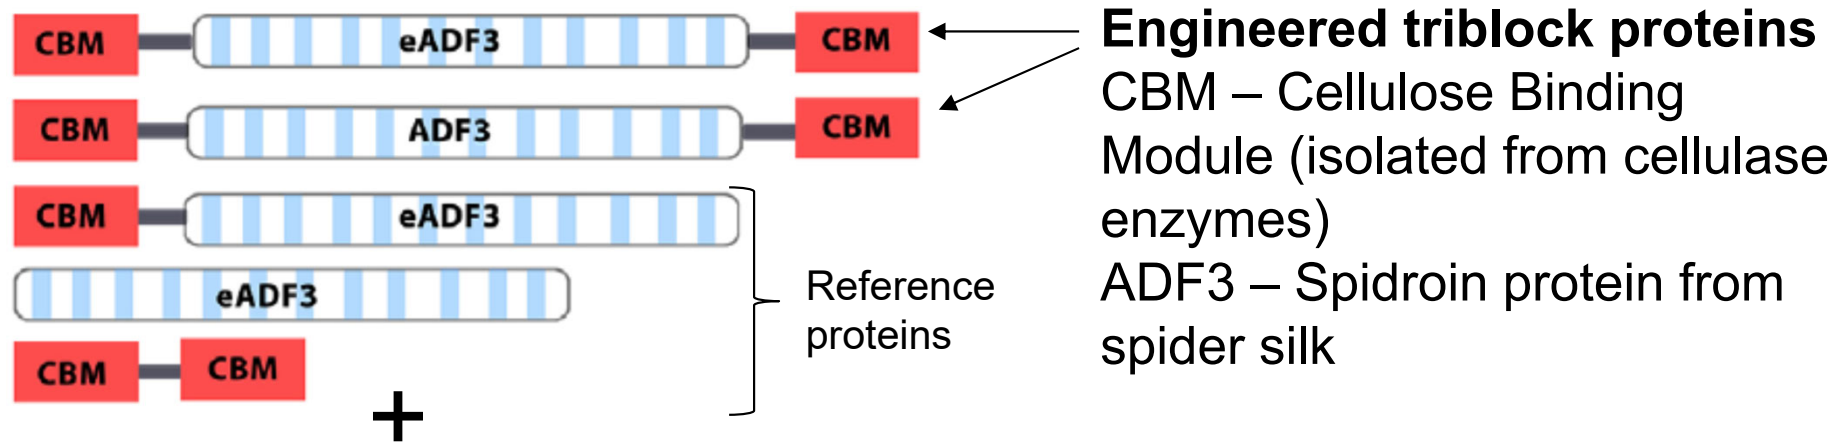 CBM eADF3 CBM
CBM ADF3 CBM
CBM eADF3
eADF3
CBM CBM
+
Reference
proteins
Engineered triblock proteins
CBM – Cellulose Binding
Module (isolated from cellulase
enzymes)
ADF3 – Spidroin protein from
spider silk